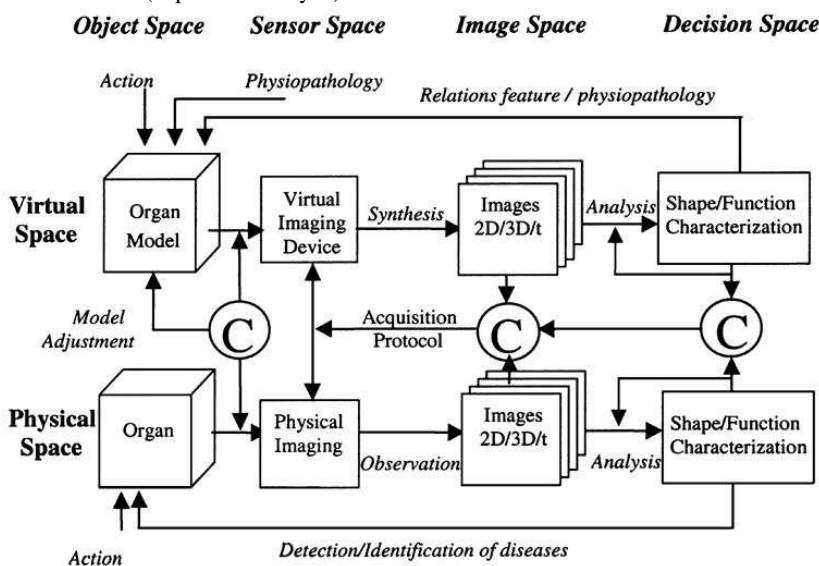 Object Space Sensor Space Image Space Decision Space
Action
Physiopathology
Relations feature / physiopathology
Virtual
Space
Organ
Model
Virtual
Imaging
Device
Synthesis
Images
2D/3D/t
Analysis
Shape/Function
Characterization
Model
Adjustment
C
Acquisition
Protocol
C
C
Physical
Space
Organ
Physical
Imaging
Observation
Images
2D/3D/t
Analysis
Shape/Function
Characterization
Action
Detection/Identification of diseases